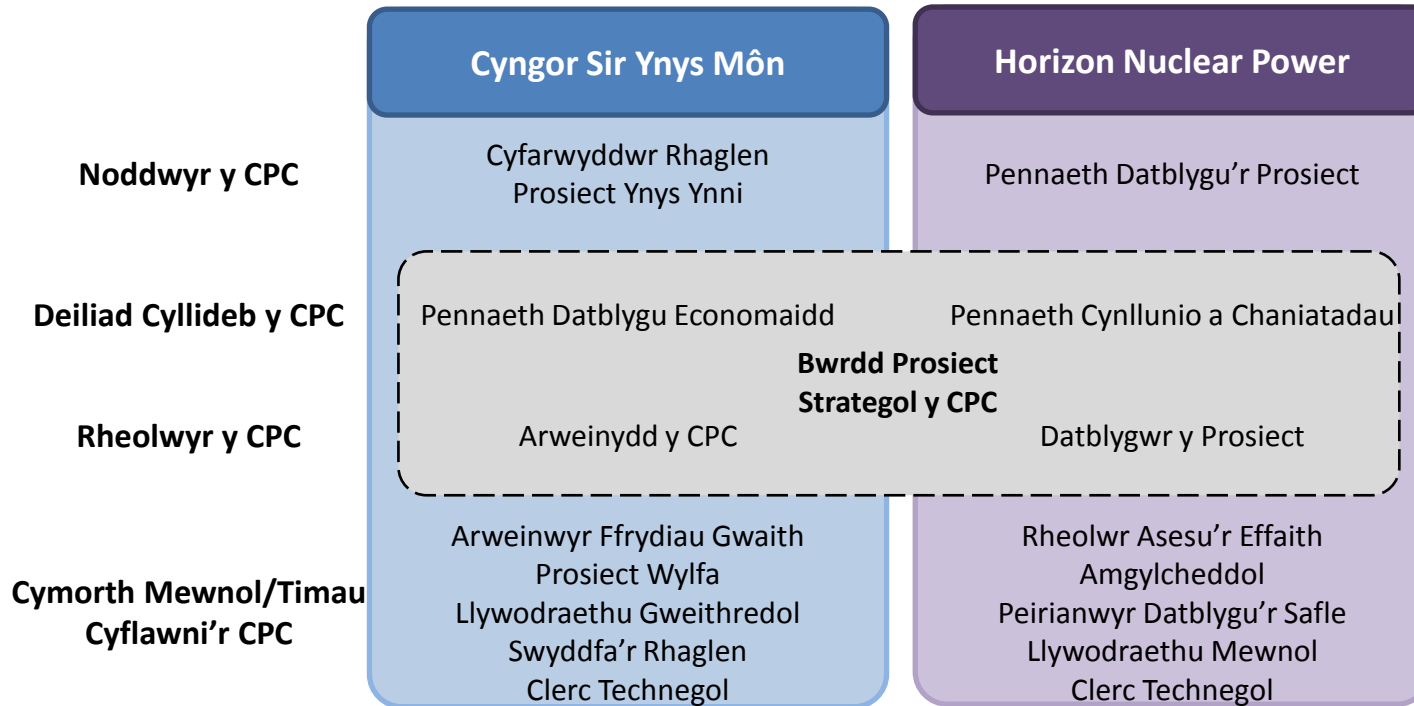 Cyngor Sir Ynys Môn
Horizon Nuclear Power
Noddwyr y CPC
Cyfarwyddwr Rhaglen
Prosiect Ynys Ynni
Pennaeth Datblygu’r Prosiect
Deiliad Cyllideb y CPC
Pennaeth Datblygu Economaidd
Pennaeth Cynllunio a Chaniatadau
Bwrdd Prosiect
Strategol y CPC
Rheolwyr y CPC
Arweinydd y CPC
Datblygwr y Prosiect
Cymorth Mewnol/Timau
Cyflawni’r CPC
Arweinwyr Ffrydiau Gwaith
Prosiect Wylfa
Llywodraethu Gweithredol
Swyddfa’r Rhaglen
Clerc Technegol
Rheolwr Asesu’r Effaith
Amgylcheddol
Peirianwyr Datblygu’r Safle
Llywodraethu Mewnol
Clerc Technegol